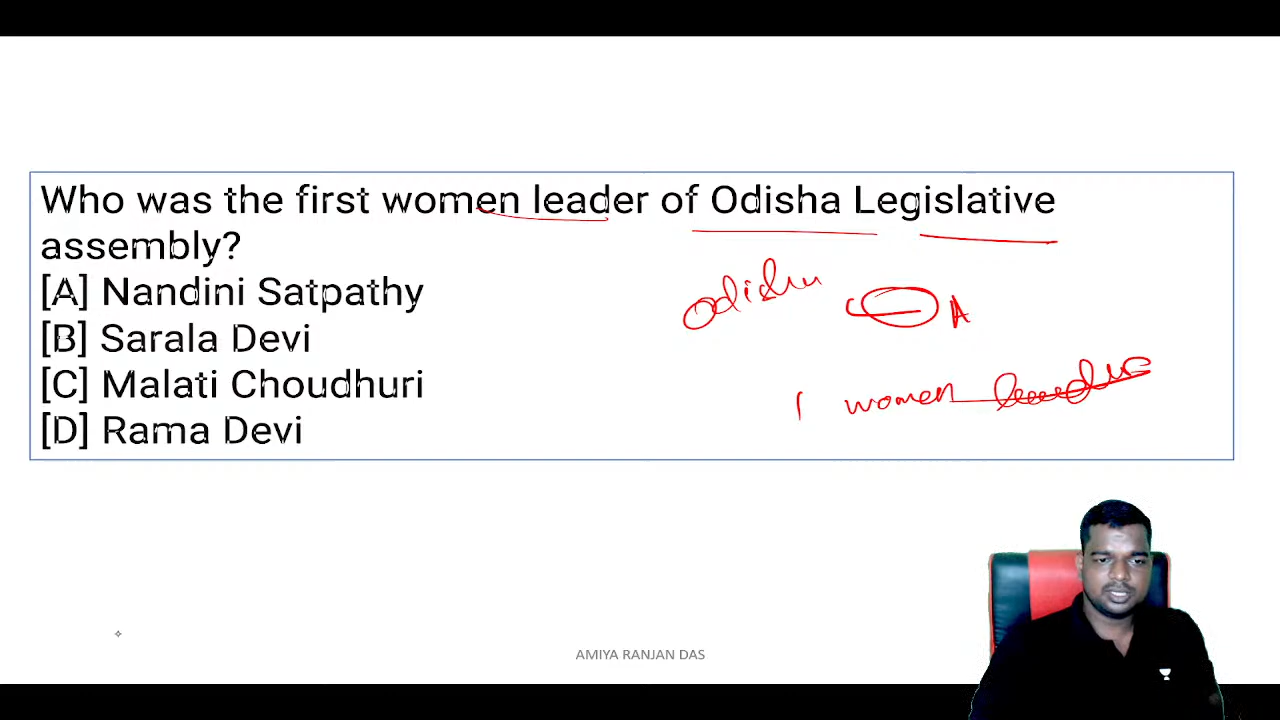 Who was the first women leader of Odisha Legislative
assembly?
[A] Nandini Satpathy
[B] Sarala Devi
[C] Malati Choudhuri
[D] Rama Devi
odisha
A
1 women leader
AMIYA RANJAN DAS